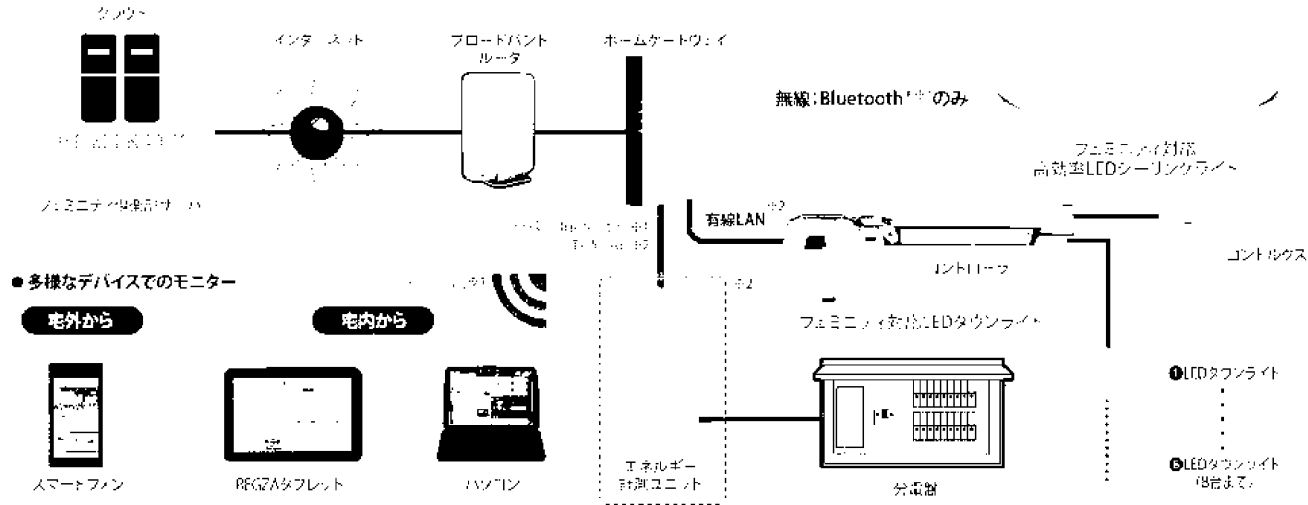 クラウド
インターネット
ブロードバンド
ルータ
ホームゲートウェイ
無線:Bluetooth のみ
フェミニティ対応
高効率LEDシーリングライト
フェミニティ倶楽部サーバ
有線LAN
※2
コントローラ
コントルクス
●多様なデバイスでのモニター
※2
宅外から
宅内から
フェミニティ対応LEDダウンライト
❶LEDダウンライト
❻LEDダウンライト
(8台まで)
スマートフォン
REGZAタブレット
パソコン
エネルギー
計測ユニット
分電盤